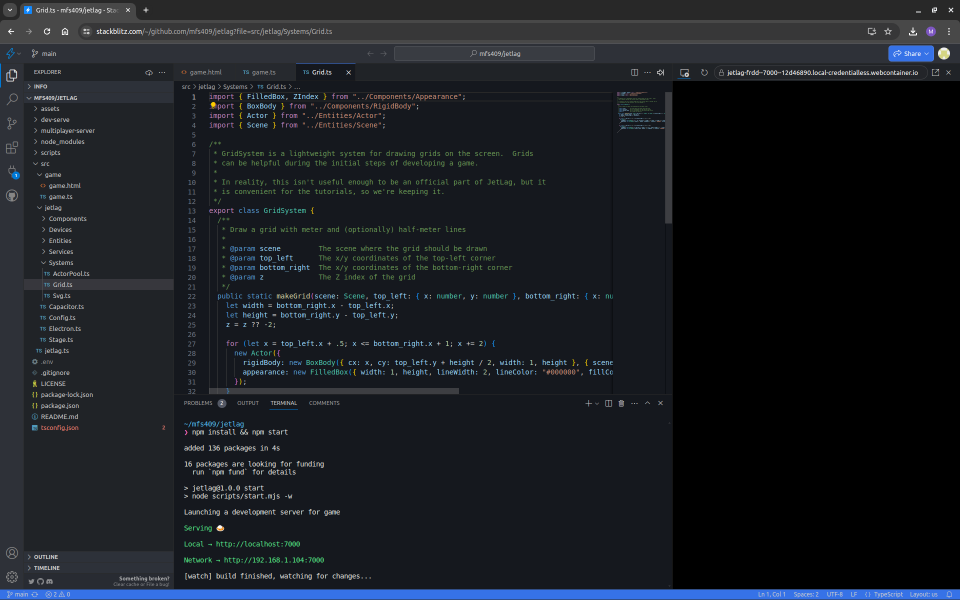 Grid.ts - mfs409/jetlag - S
stackblitz.com/~/github.com/mfs409/jetlag?file=src/jetlag/Systems/Grid.ts
M
main
mfs409/jetlag
Share
EXPLORER
INFO
MFS409/JETLAG
assets
dev-serve
multiplayer-server
node_modules
scripts
src
game
game.html
game.ts
jetlag
Components
Devices
Entities
Services
Systems
ActorPool.ts
Grid.ts
Svg.ts
Capacitor.ts
Config.ts
Electron.ts
Stage.ts
jetlag.ts
.env
.gitignore
LICENSE
package-lock.json
package.json
README.md
tsconfig.json 2
OUTLINE
TIMELINE
Something broken?
Clear cache or File a bug!
game.html
game.ts
Grid.ts
src > jetlag > Systems > TS Grid.ts > ...
1 import { FilledBox, ZIndex } from "../Components/Appearance";
2 import { BoxBody } from "../Components/RigidBody";
3 import { Actor } from "../Entities/Actor";
4 import { Scene } from "../Entities/Scene";
5
6 /**
7 * GridSystem is a lightweight system for drawing grids on the screen.  Grids
8 * can be helpful during the initial steps of developing a game.
9 *
10 * In reality, this isn't useful enough to be an official part of JetLag, but it
11 * is convenient for the tutorials, so we're keeping it.
12 */
13 export class GridSystem {
14 /**
15 * Draw a grid with meter and (optionally) half-meter lines
16 *
17 * @param scene The scene where the grid should be drawn
18 * @param top_left The x/y coordinates of the top-left corner
19 * @param bottom_right The x/y coordinates of the bottom-right corner
20 * @param z The Z index of the grid
21 */
22 public static makeGrid(scene: Scene, top_left: { x: number, y: number }, bottom_right: { x: nu
23 let width = bottom_right.x - top_left.x;
24 let height = bottom_right.y - top_left.y;
25 z = z ?? -2;
26
27 for (let x = top_left.x + .5; x <= bottom_right.x + 1; x += 2) {
28 new Actor({
29 rigidBody: new BoxBody({ cx: x, cy: top_left.y + height / 2, width: 1, height }, { scene
30 appearance: new FilledBox({ width: 1, height, lineWidth: 2, lineColor: "#000000", fillCo
31 });
32 }
PROBLEMS 2 OUTPUT TERMINAL COMMENTS
~/mfs409/jetlag
❯ npm install && npm start
added 136 packages in 4s
16 packages are looking for funding
run `npm fund` for details
> jetlag@1.0.0 start
> node scripts/start.mjs -w
Launching a development server for game
Serving 🍛
Local → http://localhost:7000
Network → http://192.168.1.104:7000
[watch] build finished, watching for changes...
jetlag-frdd--7000--12d46890.local-credentialless.webcontainer.io
main
2 0
Ln 1, Col 1 Spaces: 2 UTF-8 LF { } TypeScript Layout: us